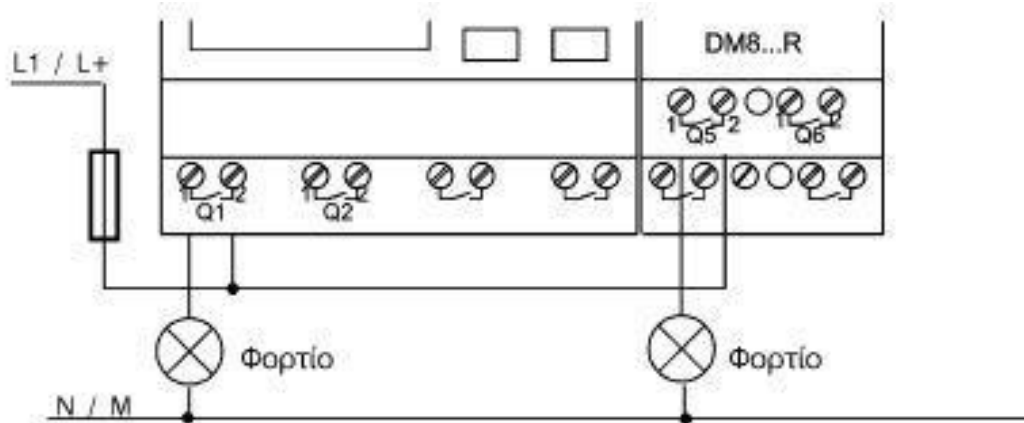 DM8...R
L1 / L+
1 2 1 2
Q5 Q6
1 2 1 2
Q1 Q2
Φορτίο Φορτίο
N / M